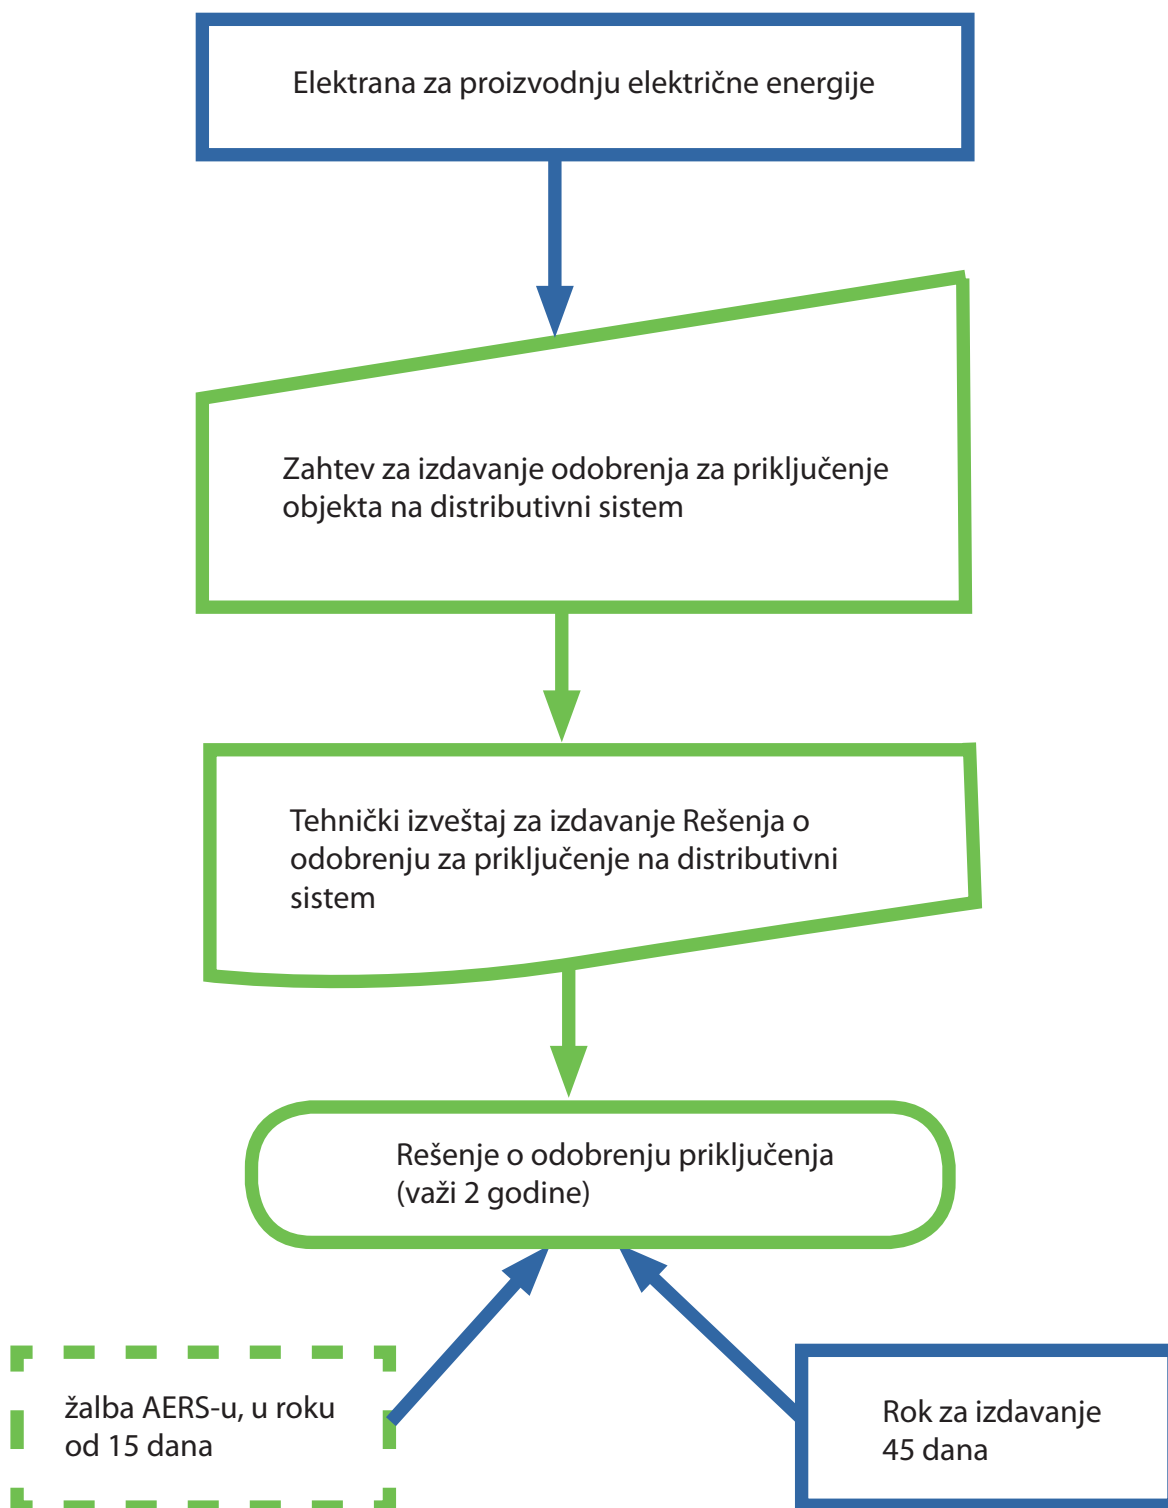 Elektrana za proizvodnju električne energije
Zahtev za izdavanje odobrenja za priključenje
objekta na distributivni sistem
Tehnički izveštaj za izdavanje Rešenja o
odobrenju za priključenje na distributivni
sistem
Rešenje o odobrenju priključenja
(važi 2 godine)
žalba AERS-u, u roku
od 15 dana
Rok za izdavanje
45 dana